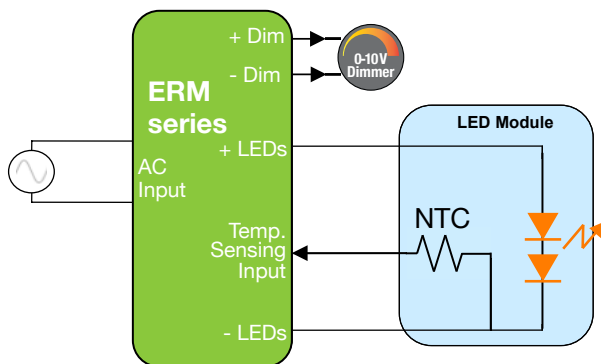 + Dim
- Dim
0-10V
Dimmer
ERM
series
+ LEDs
AC
Input
Temp.
Sensing
Input
- LEDs
LED Module
NTC